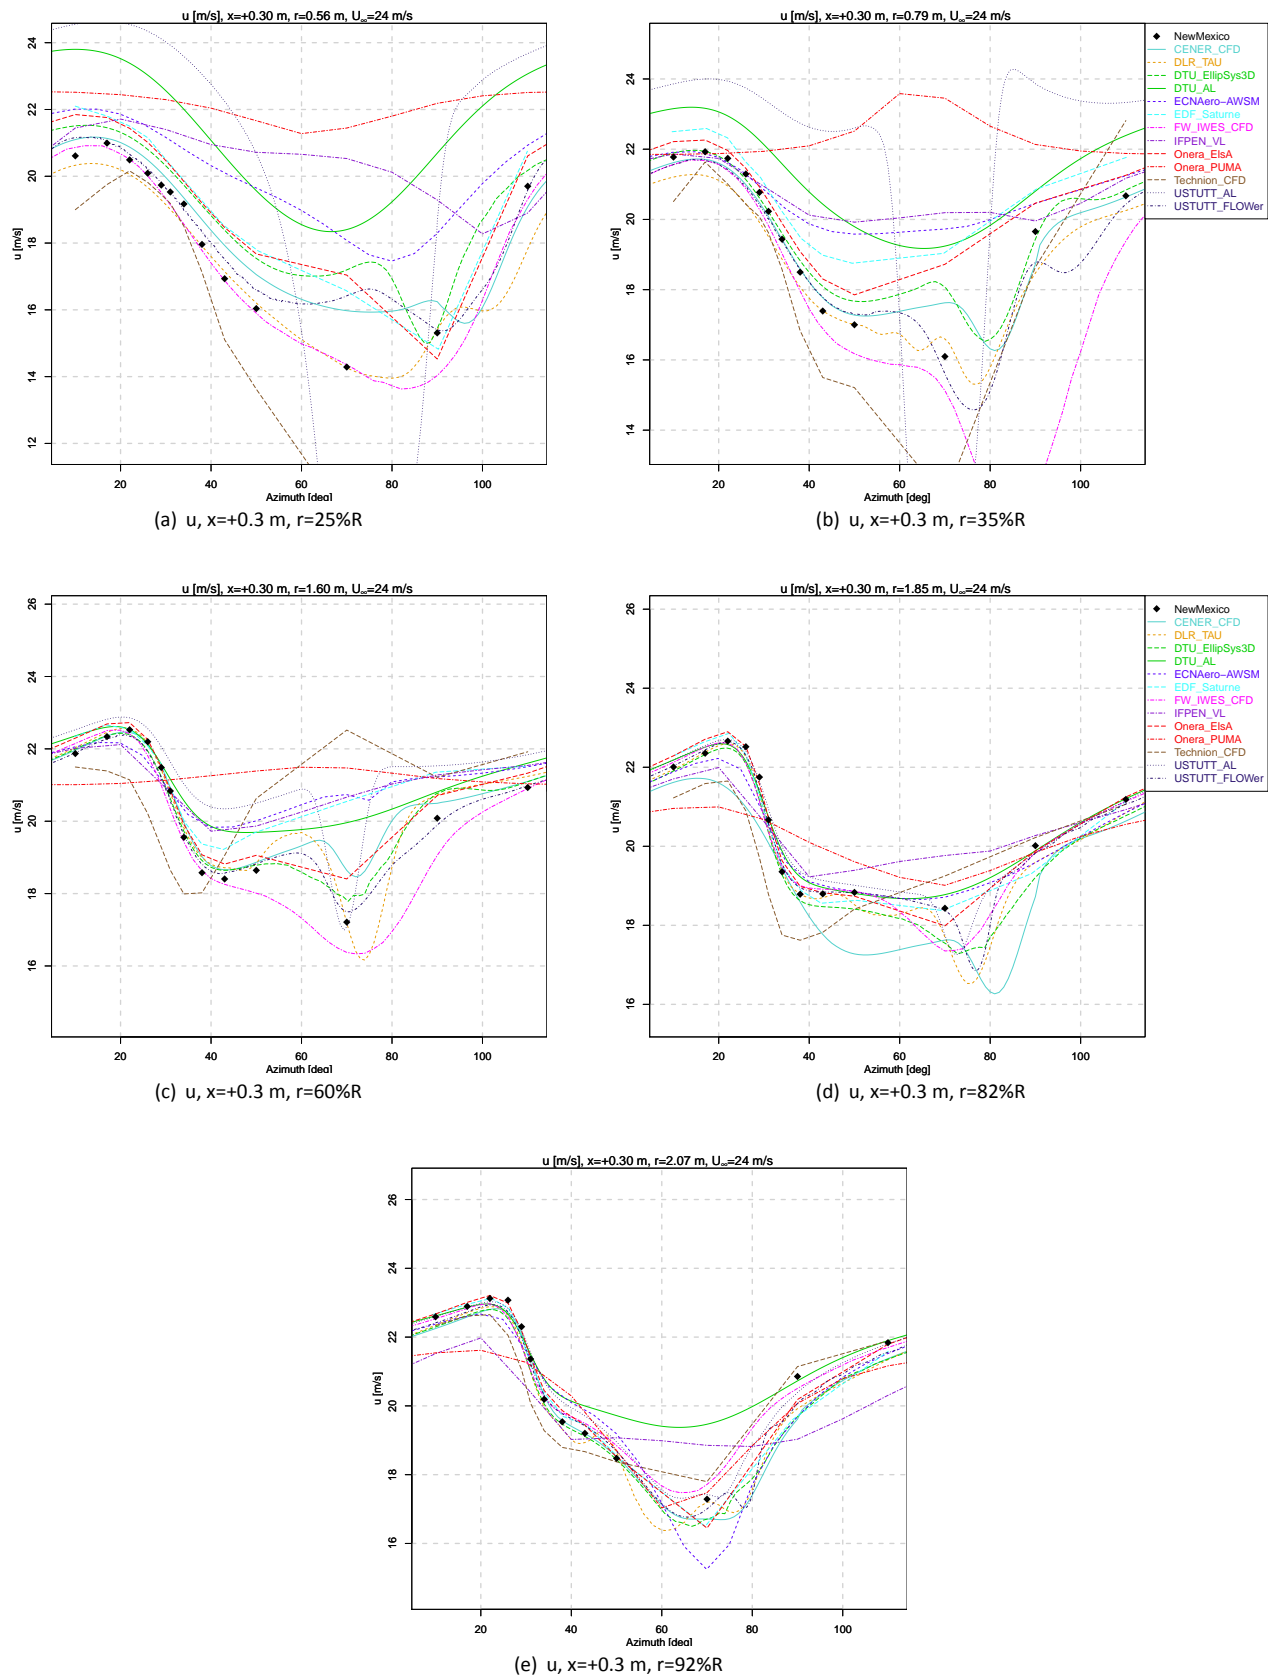 u [m/s], x=+0.30 m, r=0.56 m, U∞=24 m/s
u [m/s]
24
22
20
18
16
14
12
20 40 60 80 100
Azimuth [deg]
(a) u, x=+0.3 m, r=25%R
u [m/s], x=+0.30 m, r=0.79 m, U∞=24 m/s
u [m/s]
24
22
20
18
16
14
20 40 60 80 100
Azimuth [deg]
(b) u, x=+0.3 m, r=35%R
NewMexico
CENER_CFD
DLR_TAU
DTU_EllipSys3D
DTU_AL
ECNAero−AWSM
EDF_Saturne
FW_IWES_CFD
IFPEN_VL
Onera_ElsA
Onera_PUMA
Technion_CFD
USTUTT_AL
USTUTT_FLOWer
u [m/s], x=+0.30 m, r=1.60 m, U∞=24 m/s
u [m/s]
26
24
22
20
18
16
20 40 60 80 100
Azimuth [deg]
(c) u, x=+0.3 m, r=60%R
u [m/s], x=+0.30 m, r=1.85 m, U∞=24 m/s
u [m/s]
26
24
22
20
18
16
20 40 60 80 100
Azimuth [deg]
(d) u, x=+0.3 m, r=82%R
NewMexico
CENER_CFD
DLR_TAU
DTU_EllipSys3D
DTU_AL
ECNAero−AWSM
EDF_Saturne
FW_IWES_CFD
IFPEN_VL
Onera_ElsA
Onera_PUMA
Technion_CFD
USTUTT_AL
USTUTT_FLOWer
u [m/s], x=+0.30 m, r=2.07 m, U∞=24 m/s
u [m/s]
26
24
22
20
18
16
20 40 60 80 100
Azimuth [deg]
(e) u, x=+0.3 m, r=92%R